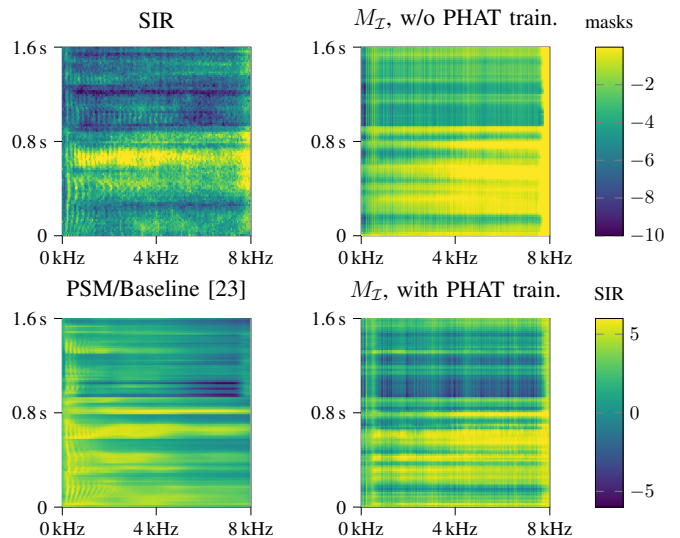 SIR
M_I, w/o PHAT train.
masks
1.6 s
0.8 s
0
0 kHz 4 kHz 8 kHz
1.6 s
0.8 s
0
0 kHz 4 kHz 8 kHz
−2
−4
−6
−8
−10
PSM/Baseline [23]
M_I, with PHAT train.
SIR
1.6 s
0.8 s
0
0 kHz 4 kHz 8 kHz
1.6 s
0.8 s
0
0 kHz 4 kHz 8 kHz
5
0
−5